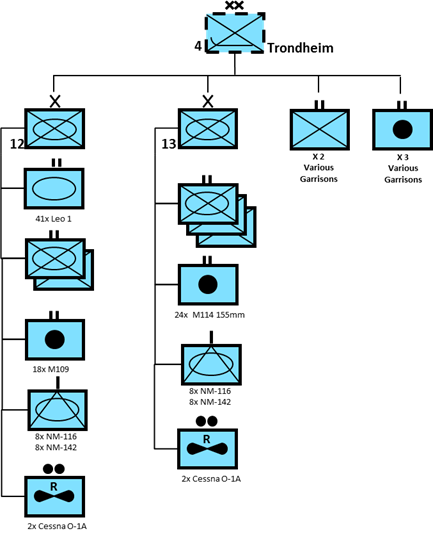 XX
4
Trondheim
X
12
X
13
II
X 2
Various
Garrisons
II
X 3
Various
Garrisons
II
41x Leo 1
II
II
18x M109
I
8x NM-116
8x NM-142
R
2x Cessna O-1A
II
II
24x M114 155mm
I
8x NM-116
8x NM-142
R
2x Cessna O-1A